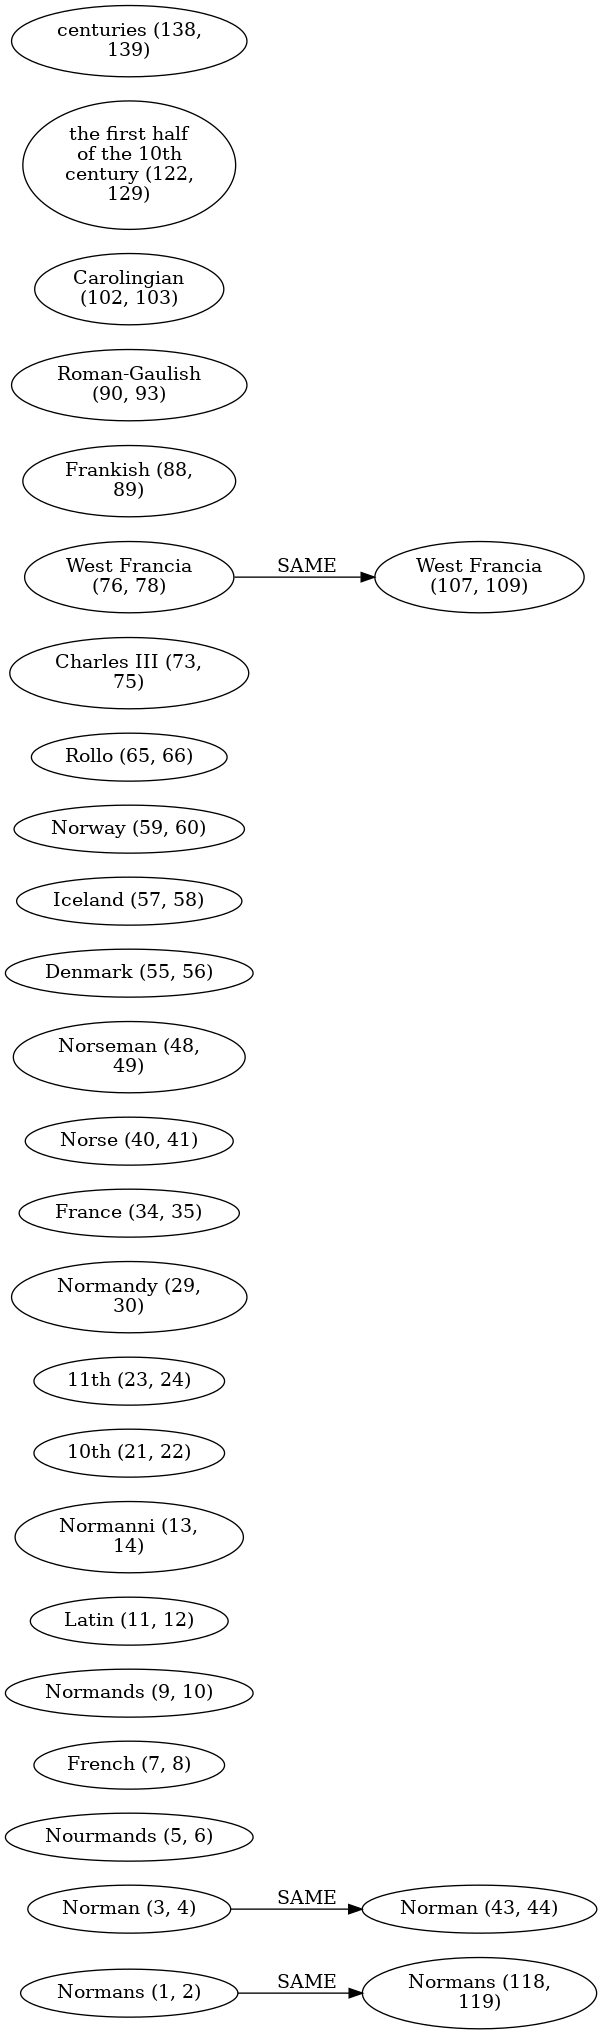 centuries (138,
139)
the first half
of the 10th
century (122,
129)
Carolingian
(102, 103)
Roman-Gaulish
(90, 93)
Frankish (88,
89)
West Francia
(76, 78)
SAME
West Francia
(107, 109)
Charles III (73,
75)
Rollo (65, 66)
Norway (59, 60)
Iceland (57, 58)
Denmark (55, 56)
Norseman (48,
49)
Norse (40, 41)
France (34, 35)
Normandy (29,
30)
11th (23, 24)
10th (21, 22)
Normanni (13,
14)
Latin (11, 12)
Normands (9, 10)
French (7, 8)
Nourmands (5, 6)
Norman (3, 4)
SAME
Norman (43, 44)
Normans (1, 2)
SAME
Normans (118,
119)